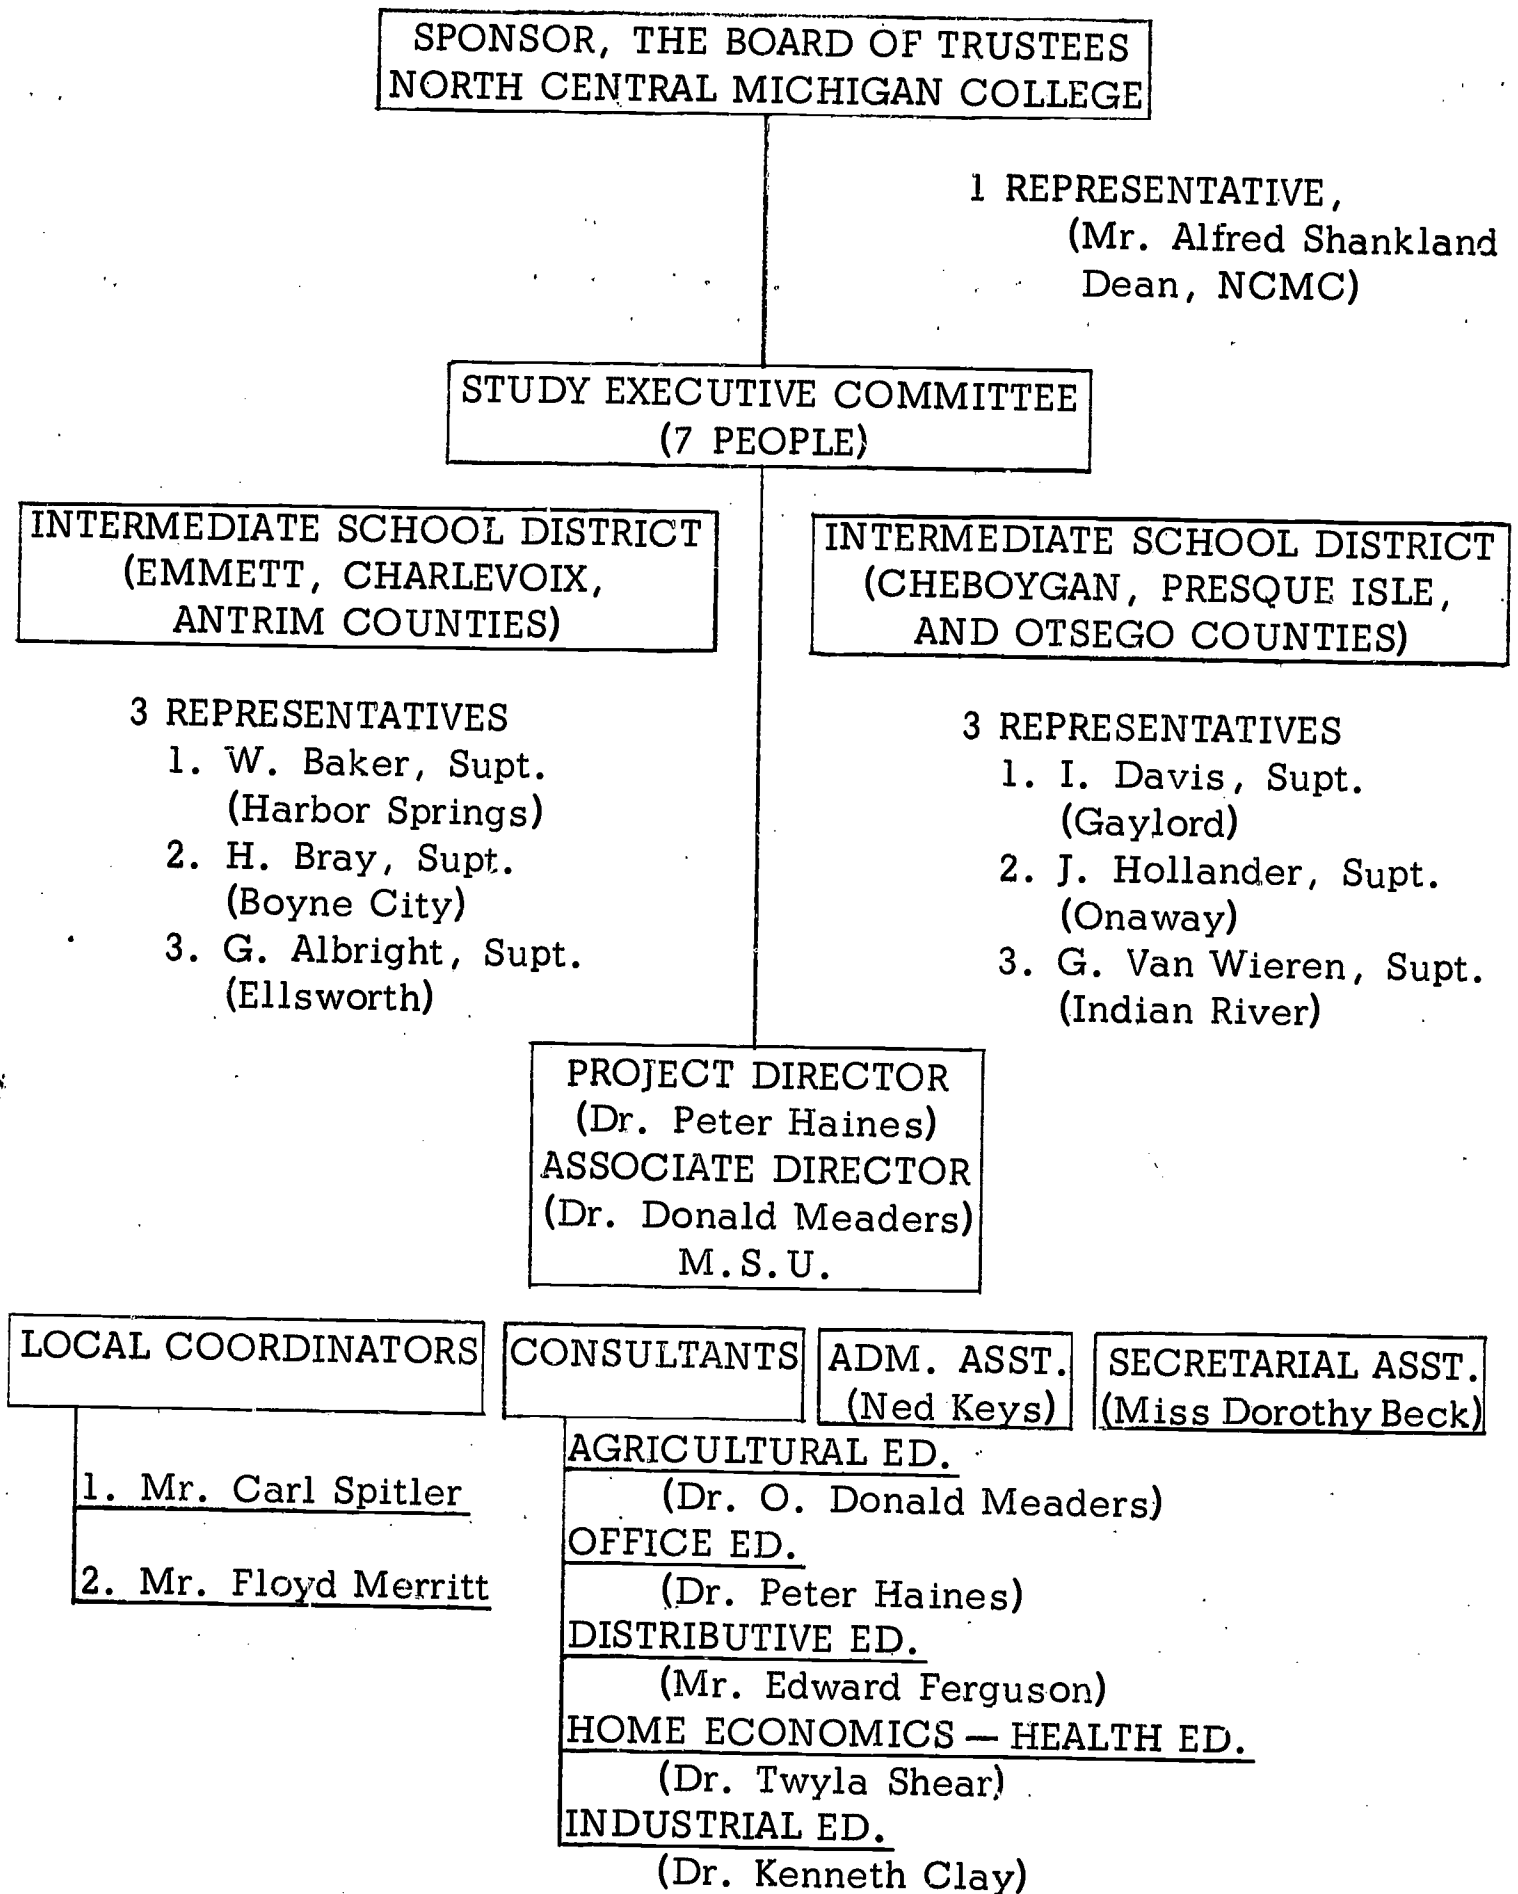 SPONSOR, THE BOARD OF TRUSTEES
NORTH CENTRAL MICHIGAN COLLEGE
1 REPRESENTATIVE,
(Mr. Alfred Shankland
Dean, NCMC)
STUDY EXECUTIVE COMMITTEE
(7 PEOPLE)
INTERMEDIATE SCHOOL DISTRICT
(EMMETT, CHARLEVOIX,
ANTRIM COUNTIES)
3 REPRESENTATIVES
1. W. Baker, Supt.
(Harbor Springs)
2. H. Bray, Supt.
(Boyne City)
3. G. Albright, Supt.
(Ellsworth)
INTERMEDIATE SCHOOL DISTRICT
(CHEBOYGAN, PRESQUE ISLE,
AND OTSEGO COUNTIES)
3 REPRESENTATIVES
1. I. Davis, Supt.
(Gaylord)
2. J. Hollander, Supt.
(Onaway)
3. G. Van Wieren, Supt.
(Indian River)
PROJECT DIRECTOR
(Dr. Peter Haines)
ASSOCIATE DIRECTOR
(Dr. Donald Meaders)
M.S.U.
LOCAL COORDINATORS
1. Mr. Carl Spitler
2. Mr. Floyd Merritt
CONSULTANTS
AGRICULTURAL ED.
(Dr. O. Donald Meaders)
OFFICE ED.
(Dr. Peter Haines)
DISTRIBUTIVE ED.
(Mr. Edward Ferguson)
HOME ECONOMICS — HEALTH ED.
(Dr. Twyla Shear)
INDUSTRIAL ED.
(Dr. Kenneth Clay)
ADM. ASST.
(Ned Keys)
SECRETARIAL ASST.
(Miss Dorothy Beck)